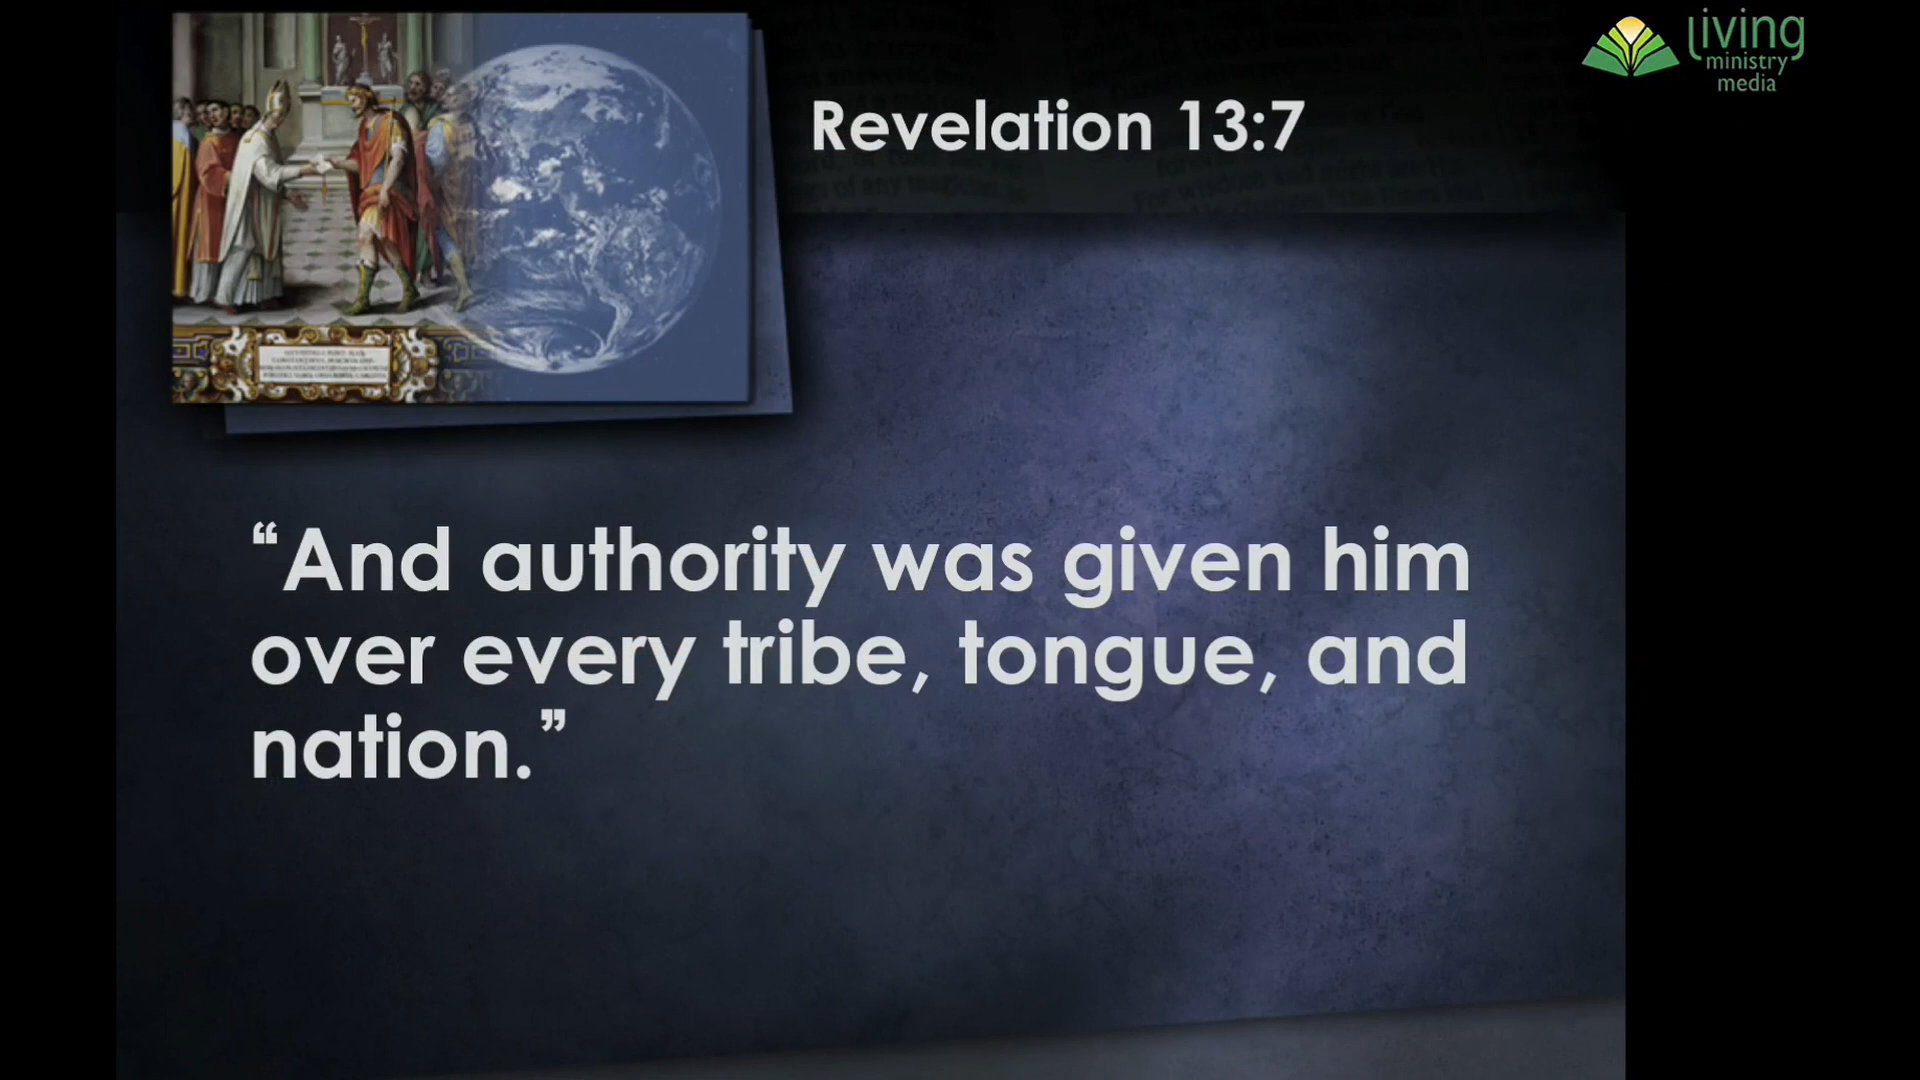 living
ministry
media
Revelation 13:7
“And authority was given him
over every tribe, tongue, and
nation.”